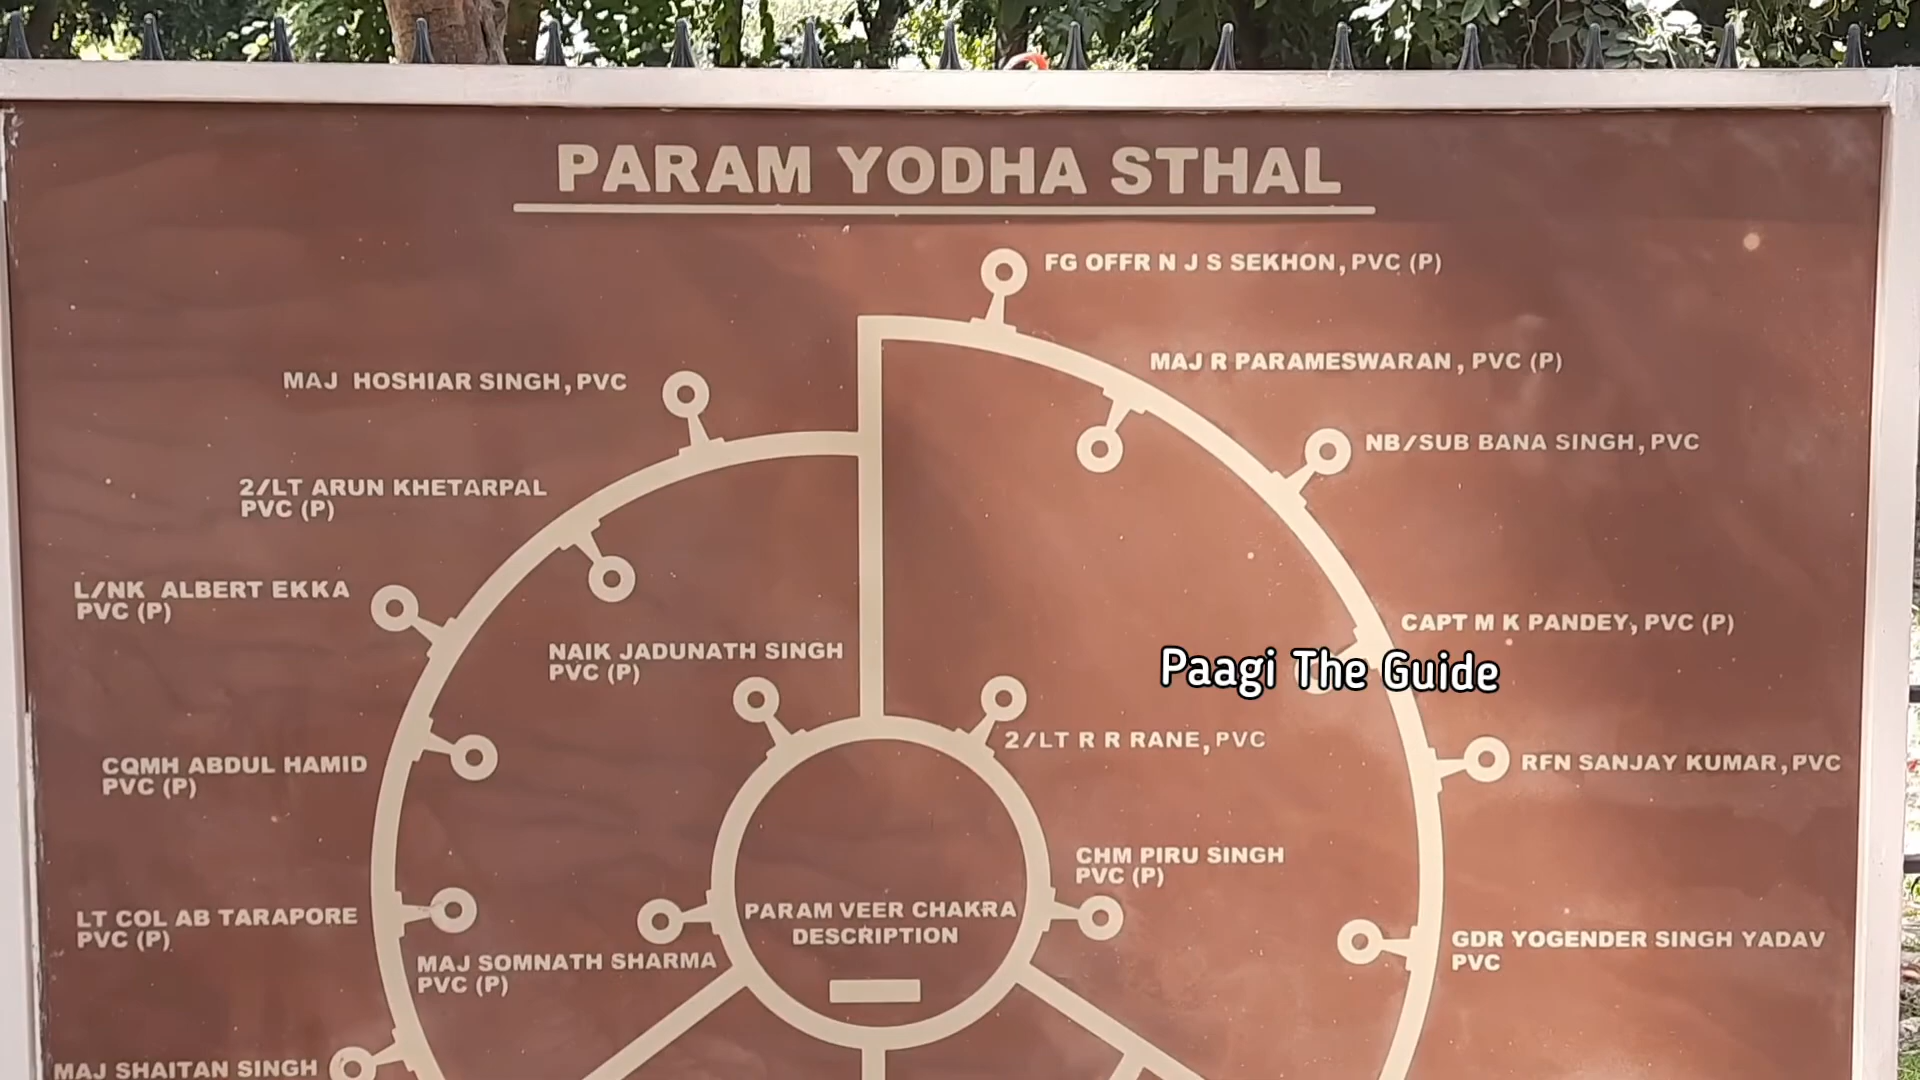 PARAM YODHA STHAL
FG OFFR N J S SEKHON, PVC (P)
MAJ R PARAMESWARAN, PVC (P)
MAJ HOSHIAR SINGH, PVC
NB/SUB BANA SINGH, PVC
2/LT ARUN KHETARPAL
PVC (P)
L/NK ALBERT EKKA
PVC (P)
CAPT M K PANDEY, PVC (P)
NAIK JADUNATH SINGH
PVC (P)
Paagi The Guide
2/LT R R RANE, PVC
CQMH ABDUL HAMID
PVC (P)
RFN SANJAY KUMAR, PVC
CHM PIRU SINGH
PVC (P)
LT COL AB TARAPORE
PVC (P)
PARAM VEER CHAKRA
DESCRIPTION
GDR YOGENDER SINGH YADAV
PVC
MAJ SOMNATH SHARMA
PVC (P)
MAJ SHAITAN SINGH